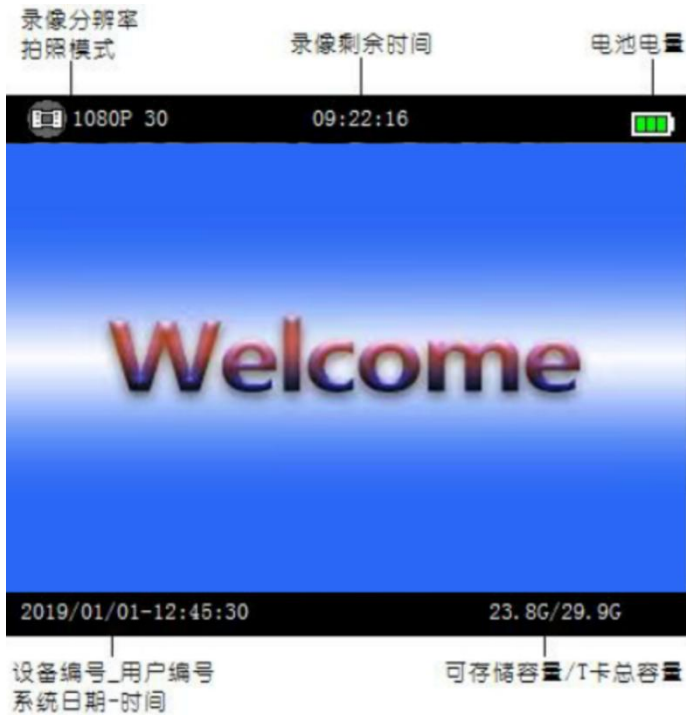 录像分辨率
拍照模式
录像剩余时间
电池电量
1080P 30
09:22:16
Welcome
2019/01/01-12:45:30
23.8G/29.9G
设备编号_用户编号
系统日期-时间
可存储容量/T卡总容量